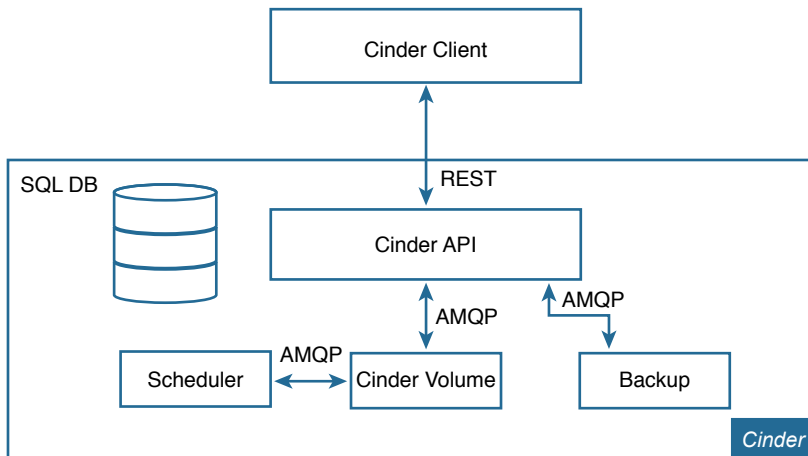 Cinder Client
REST
SQL DB
Cinder API
AMQP
AMQP
AMQP
Scheduler
Cinder Volume
Backup
Cinder